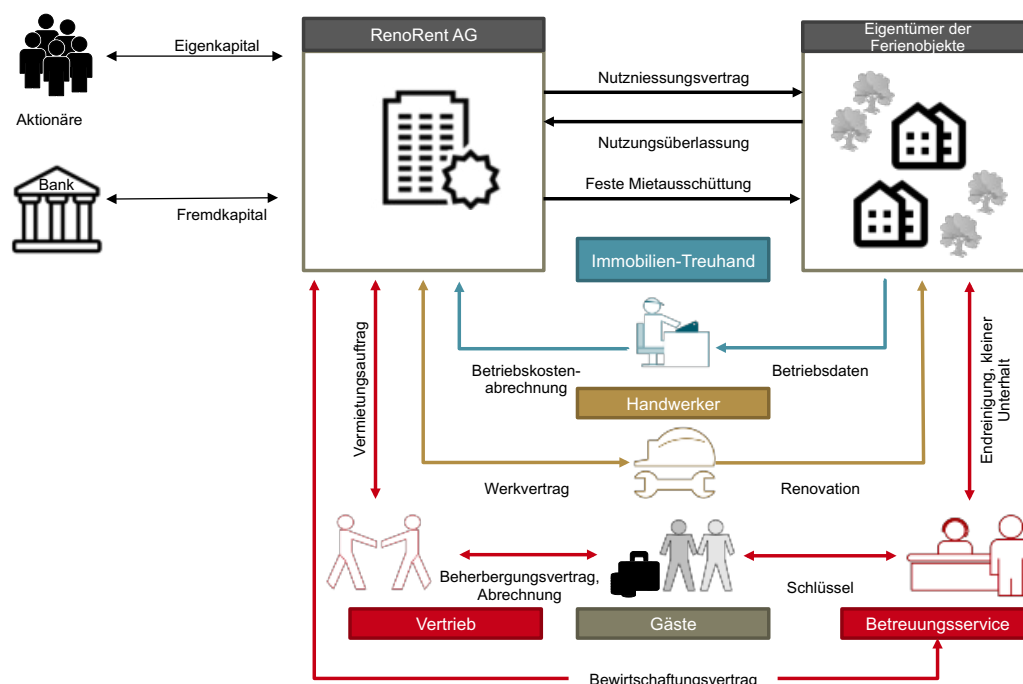 RenoRent AG
Eigentümer der
Ferienobjekte
Eigenkapital
Aktionäre
Bank
Fremdkapital
Nutzniessungsvertrag
Nutzungsüberlassung
Feste Mietausschüttung
Immobilien-Treuhand
Betriebskosten-
abrechnung
Betriebsdaten
Handwerker
Vermietungsauftrag
Endreinigung, kleiner
Unterhalt
Werkvertrag
Renovation
Beherbergungsvertrag,
Abrechnung
Schlüssel
Vertrieb
Gäste
Betreuungsservice
Bewirtschaftungsvertrag